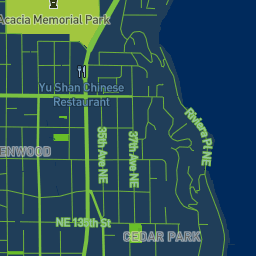 Acacia Memorial Park
Yu Shan Chinese
Restaurant
Riviera Pl NE
35th Ave NE
37th Ave NE
ENWOOD
NE 135th St
CEDAR PARK